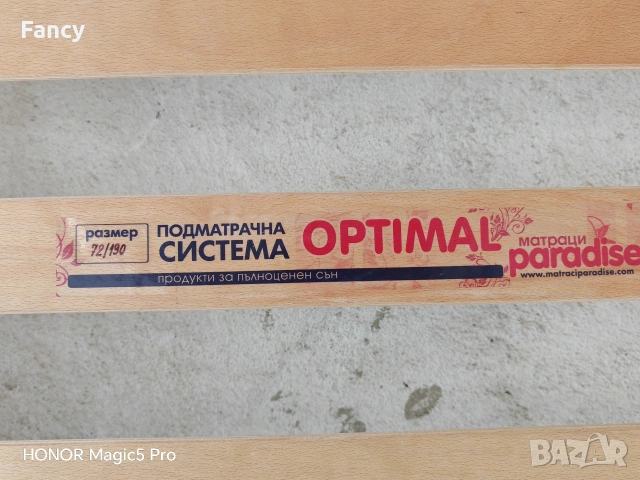 Fancy
размер
72/190
ПОДМАТРАЧНА
СИСТЕМА
OPTIMAL
матраци
paradise
www.matraciparadise.com
продукти за пълноценен сън
HONOR Magic5 Pro
BAZAR